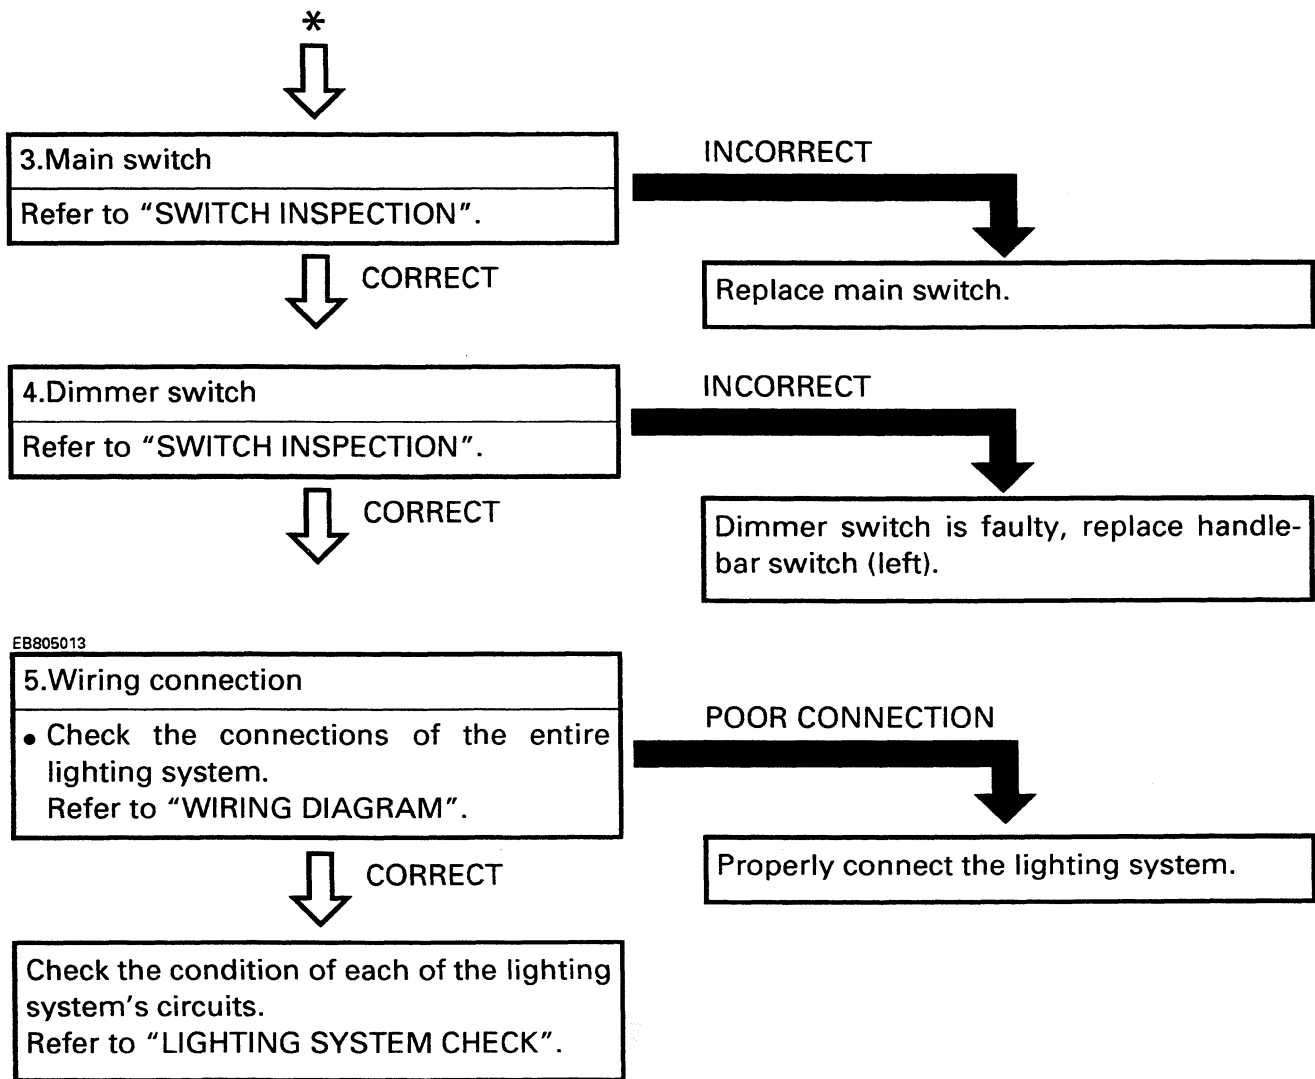 *
3.Main switch
Refer to “SWITCH INSPECTION”.
INCORRECT
Replace main switch.
CORRECT
4.Dimmer switch
Refer to “SWITCH INSPECTION”.
INCORRECT
Dimmer switch is faulty, replace handle-
bar switch (left).
CORRECT
EB805013
5.Wiring connection
• Check the connections of the entire
lighting system.
Refer to “WIRING DIAGRAM”.
POOR CONNECTION
Properly connect the lighting system.
CORRECT
Check the condition of each of the lighting
system’s circuits.
Refer to “LIGHTING SYSTEM CHECK”.